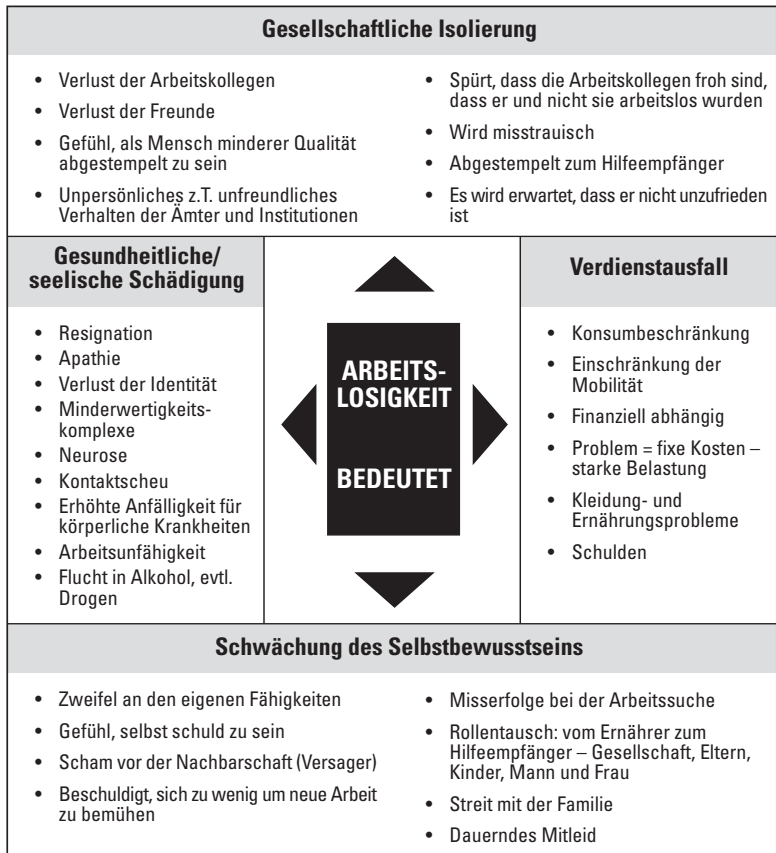 Gesellschaftliche Isolierung
• Verlust der Arbeitskollegen
• Verlust der Freunde
• Gefühl, als Mensch minderer Qualität
abgestempelt zu sein
• Unpersönliches z.T. unfreundliches
Verhalten der Ämter und Institutionen
• Spürt, dass die Arbeitskollegen froh sind,
dass er und nicht sie arbeitslos wurden
• Wird misstrauisch
• Abgestempelt zum Hilfeempfänger
• Es wird erwartet, dass er nicht unzufrieden
ist
Gesundheitliche/
seelische Schädigung
• Resignation
• Apathie
• Verlust der Identität
• Minderwertigkeits-
komplexe
• Neurose
• Kontaktscheu
• Erhöhte Anfälligkeit für
körperliche Krankheiten
• Arbeitsunfähigkeit
• Flucht in Alkohol, evtl.
Drogen
ARBEITS-
LOSIGKEIT
BEDEUTET
Verdienstausfall
• Konsumbeschränkung
• Einschränkung der
Mobilität
• Finanziell abhängig
• Problem = fixe Kosten –
starke Belastung
• Kleidung- und
Ernährungsprobleme
• Schulden
Schwächung des Selbstbewusstseins
• Zweifel an den eigenen Fähigkeiten
• Gefühl, selbst schuld zu sein
• Scham vor der Nachbarschaft (Versager)
• Beschuldigt, sich zu wenig um neue Arbeit
zu bemühen
• Misserfolge bei der Arbeitssuche
• Rollentausch: vom Ernährer zum
Hilfeempfänger – Gesellschaft, Eltern,
Kinder, Mann und Frau
• Streit mit der Familie
• Dauerndes Mitleid